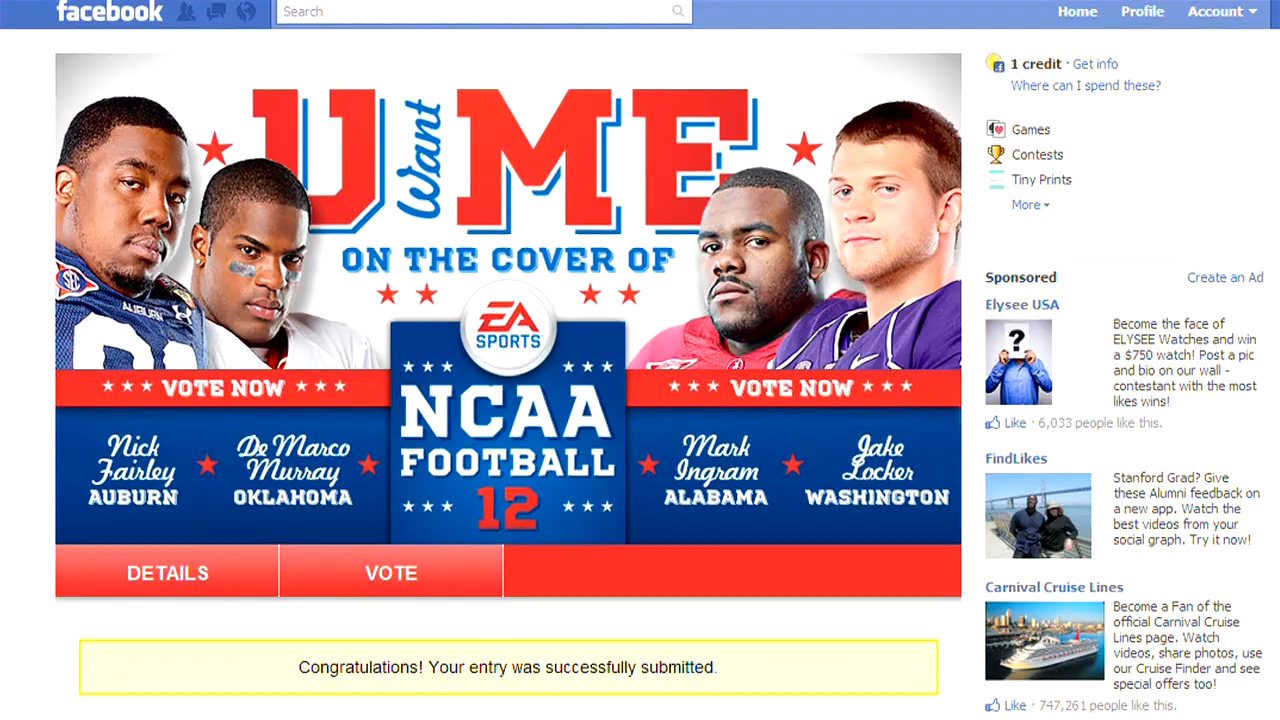 facebook
Search
Home Profile Account
U Want ME
ON THE COVER OF
EA
SPORTS
NCAA
FOOTBALL
12
SEC
AUBURN
VOTE NOW
VOTE NOW
Nick
Fairley
AUBURN
DeMarco
Murray
OKLAHOMA
Mark
Ingram
ALABAMA
Jake
Locker
WASHINGTON
DETAILS
VOTE
Congratulations! Your entry was successfully submitted.
1 credit · Get info
Where can I spend these?
Games
Contests
Tiny Prints
More
Sponsored
Create an Ad
Elysee USA
?
Become the face of
ELYSEE Watches and win
a $750 watch! Post a pic
and bio on our wall -
contestant with the most
likes wins!
Like · 6,033 people like this.
FindLikes
Stanford Grad? Give
these Alumni feedback on
a new app. Watch the
best videos from your
social graph. Try it now!
Carnival Cruise Lines
Become a Fan of the
official Carnival Cruise
Lines page. Watch
videos, share photos, use
our Cruise Finder and see
special offers too!
Like · 747,261 people like this.